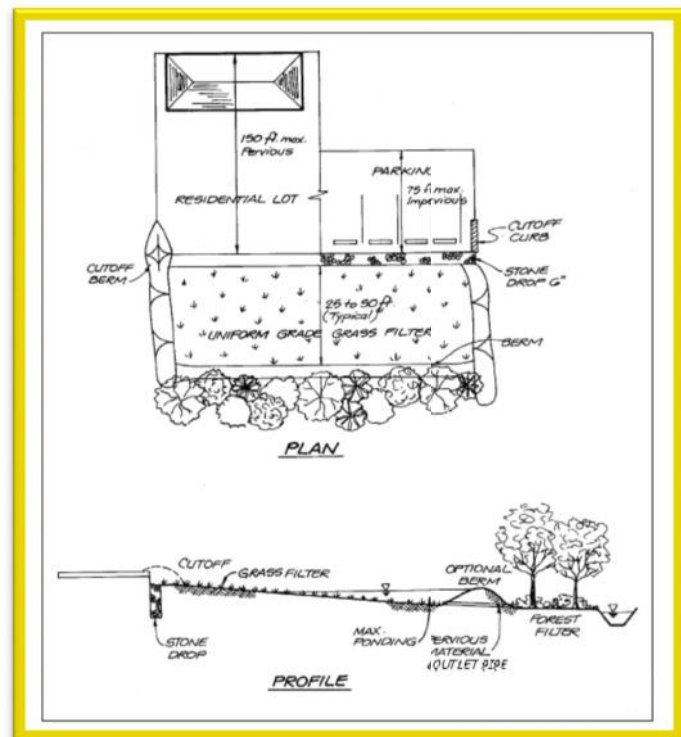 150 ft. max.
Pervious
RESIDENTIAL LOT
PARKING
75 ft max.
Impervious
CUTOFF
CURB
STONE
DROP 6"
CUTOFF
BERM
25 to 50 ft.
(Typical)
UNIFORM GRADE GRASS FILTER
BERM
PLAN
CUTOFF
GRASS FILTER
OPTIONAL
BERM
STONE
DROP
MAX.
PONDING
PERVIOUS
MATERIAL
OUTLET PIPE
FOREST
FILTER
PROFILE